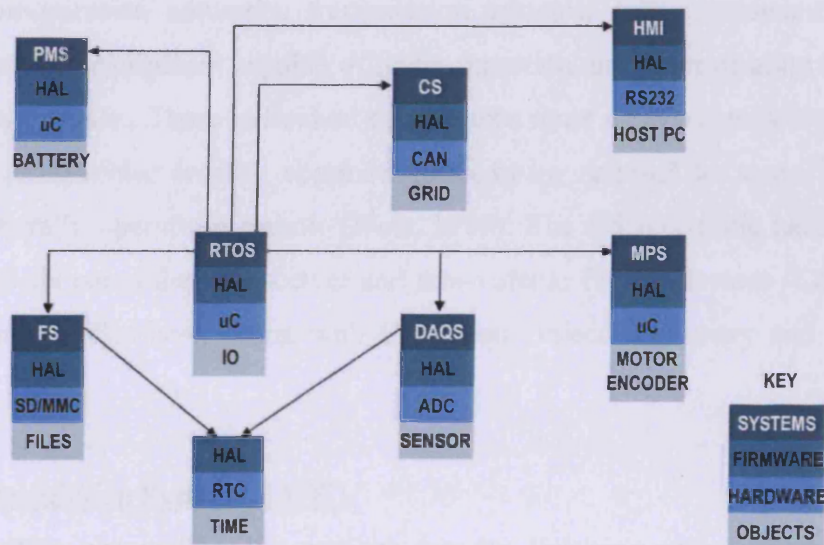 PMS
HAL
uC
BATTERY
CS
HAL
CAN
GRID
HMI
HAL
RS232
HOST PC
RTOS
HAL
uC
IO
MPS
HAL
uC
MOTOR
ENCODER
FS
HAL
SD/MMC
FILES
DAQS
HAL
ADC
SENSOR
HAL
RTC
TIME
KEY
SYSTEMS
FIRMWARE
HARDWARE
OBJECTS